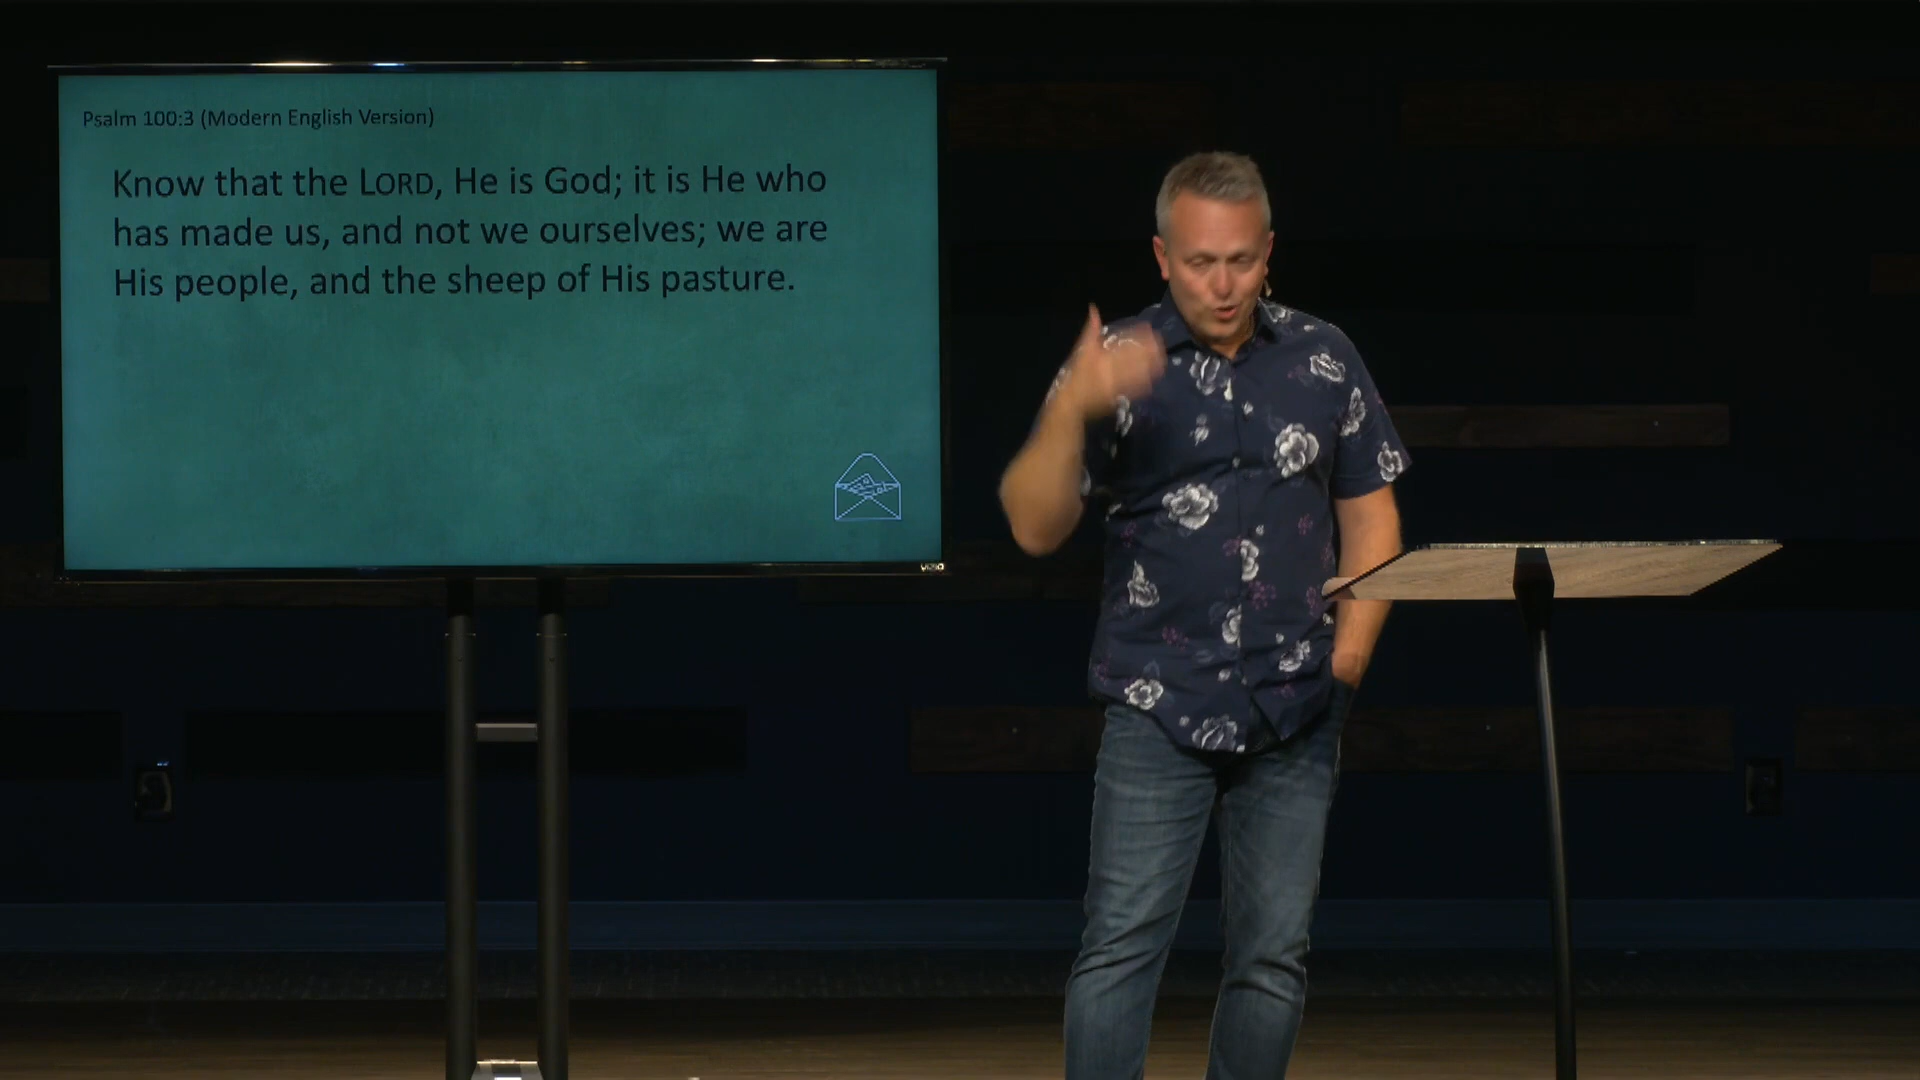 Psalm 100:3 (Modern English Version)
Know that the LORD, He is God; it is He who
has made us, and not we ourselves; we are
His people, and the sheep of His pasture.
VIZIO